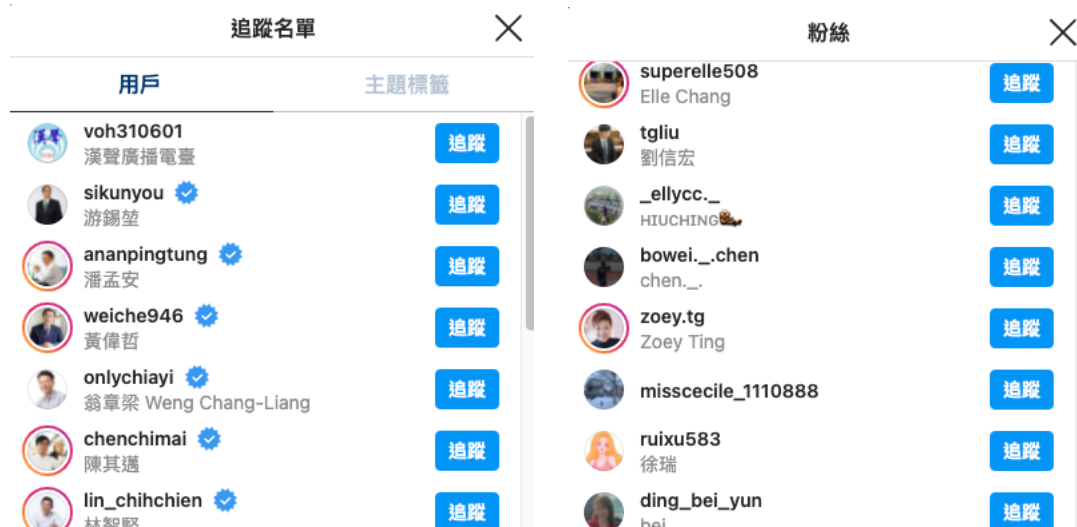 追蹤名單
用戶
主題標籤
voh310601
漢聲廣播電臺
追蹤
sikunyou
游錫堃
追蹤
ananpingtung
潘孟安
追蹤
weiche946
黃偉哲
追蹤
onlychiayi
翁章梁 Weng Chang-Liang
追蹤
chenchimai
陳其邁
追蹤
lin_chihchien
林智堅
追蹤
粉絲
superelle508
Elle Chang
追蹤
tgliu
劉信宏
追蹤
_ellycc._
HIUCHING
追蹤
bowei._.chen
chen._.
追蹤
zoey.tg
Zoey Ting
追蹤
misscecile_1110888
追蹤
ruixu583
徐瑞
追蹤
ding_bei_yun
bei
追蹤